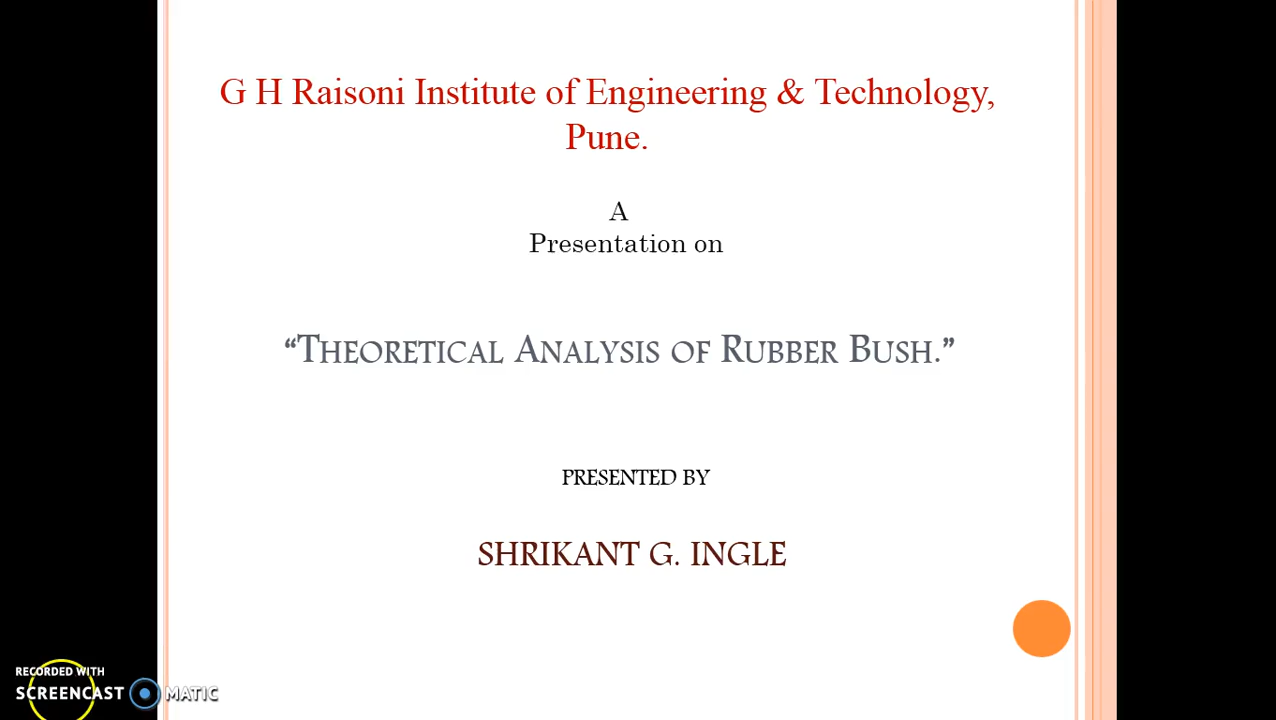 G H Raisoni Institute of Engineering & Technology,
Pune.
A
Presentation on
“Theoretical Analysis of Rubber Bush.”
PRESENTED BY
SHRIKANT G. INGLE
RECORDED WITH
SCREENCAST MATIC